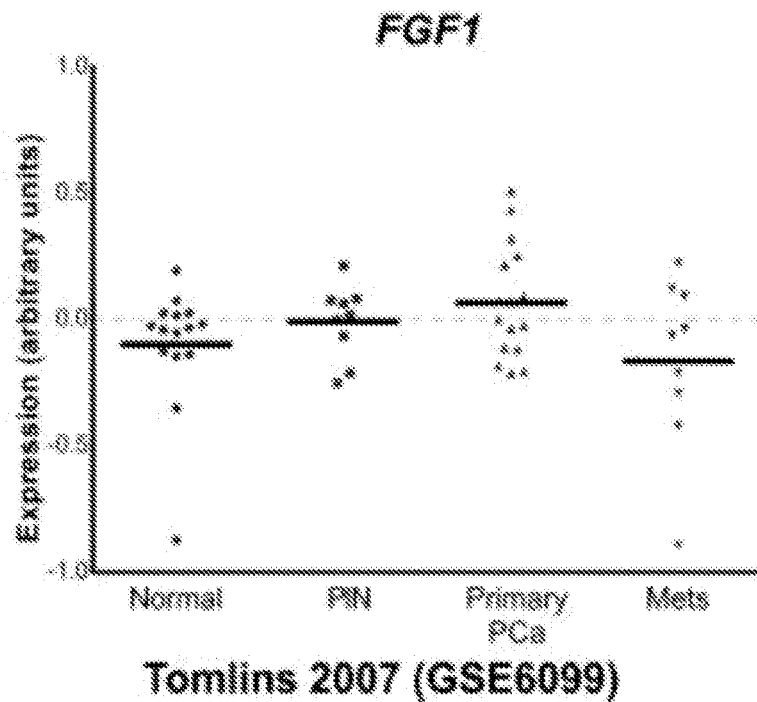 FGF1
Expression (arbitrary units)
1.0
0.5
0.0
-0.5
-1.0
Normal
PIN
Primary
PCa
Mets
Tomlins 2007 (GSE6099)